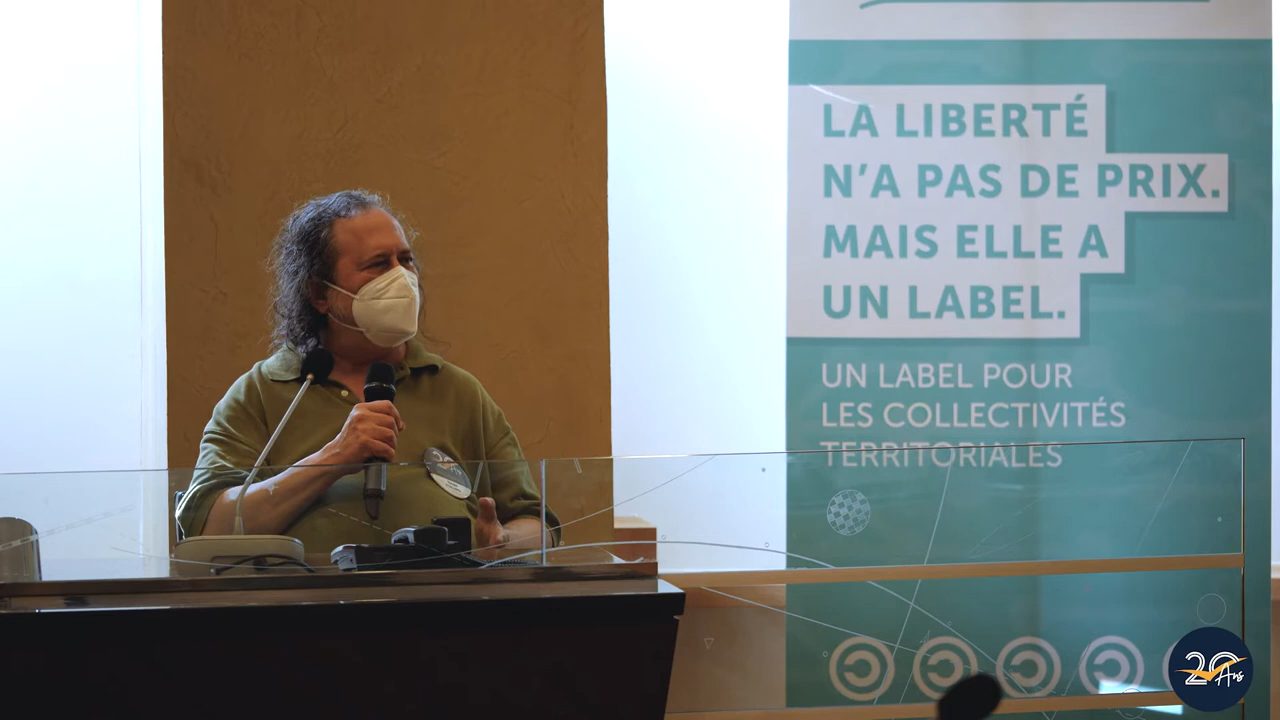 LA LIBERTÉ
N'A PAS DE PRIX.
MAIS ELLE A
UN LABEL.
UN LABEL POUR
LES COLLECTIVITÉS
TERRITORIALES
20
Ans